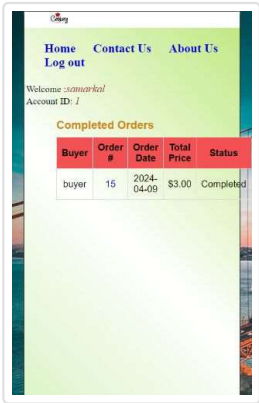 Home Contact Us About Us
Log out
Welcome :samarkal
Account ID: 1
Completed Orders
Buyer Order # Order Date Total Price Status
buyer 15 2024-04-09 $3.00 Completed